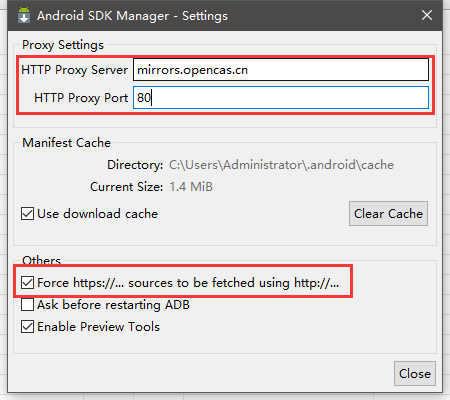 Android SDK Manager - Settings
Proxy Settings
HTTP Proxy Server mirrors.opencas.cn
HTTP Proxy Port 80
Manifest Cache
Directory: C:\Users\Administrator\.android\cache
Current Size: 1.4 MiB
Use download cache Clear Cache
Others
Force https://... sources to be fetched using http://...
Ask before restarting ADB
Enable Preview Tools
Close